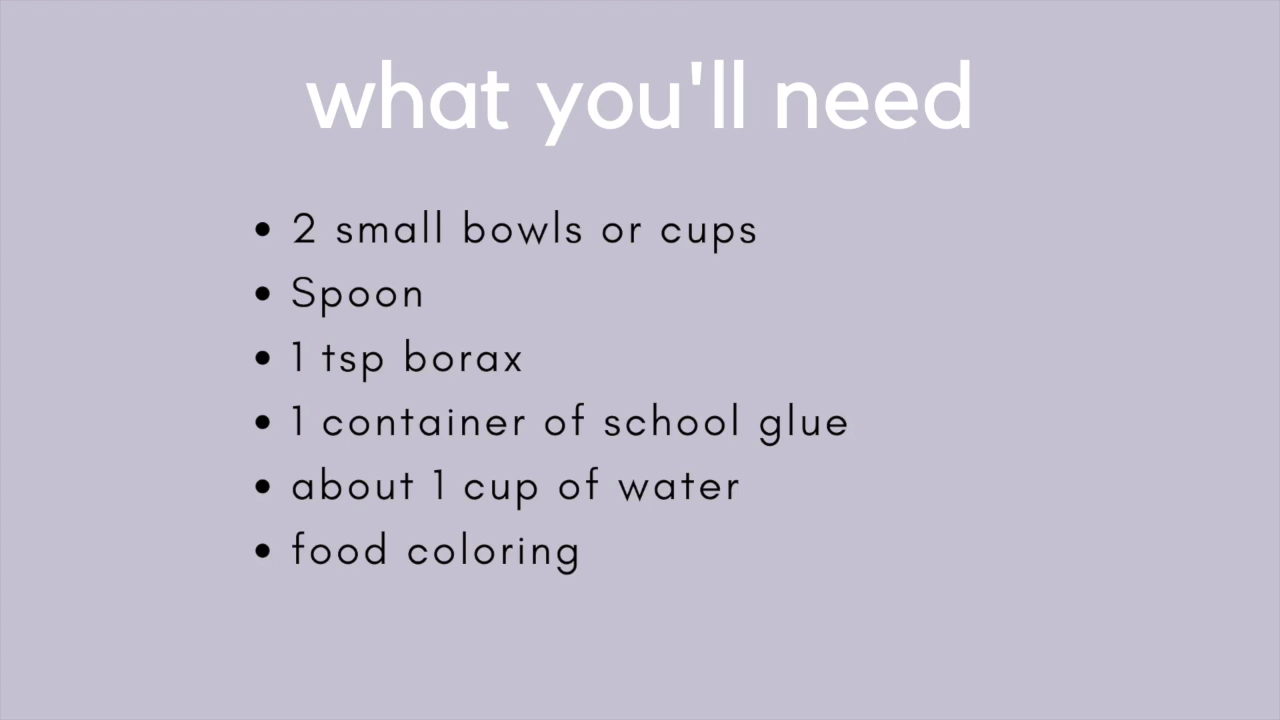 what you'll need
• 2 small bowls or cups
• Spoon
• 1 tsp borax
• 1 container of school glue
• about 1 cup of water
• food coloring